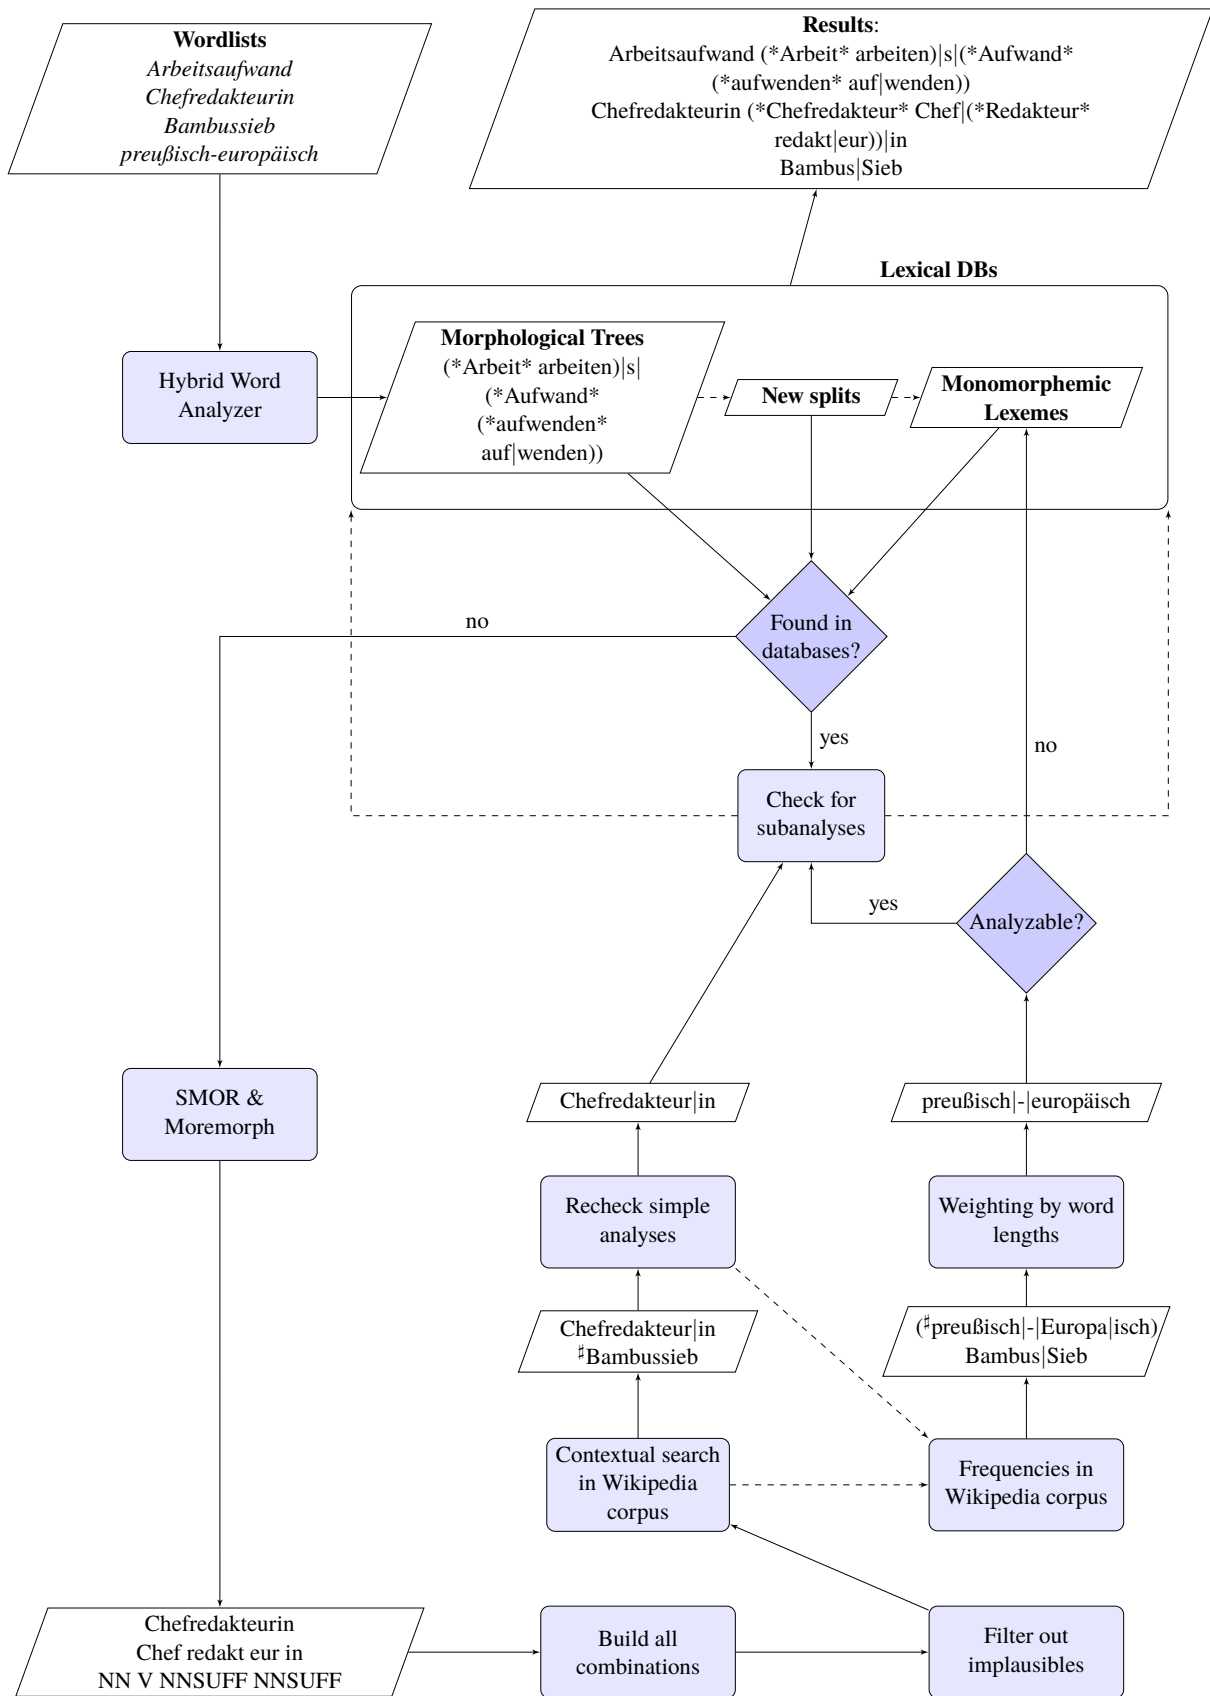 Wordlists
Arbeitsaufwand
Chefredakteurin
Bambussieb
preußisch-europäisch
Results:
Arbeitsaufwand (*Arbeit* arbeiten)|s|(*Aufwand*
(*aufwenden* auf|wenden))
Chefredakteurin (*Chefredakteur* Chef|(*Redakteur*
redakt|eur))|in
Bambus|Sieb
Lexical DBs
Hybrid Word
Analyzer
Morphological Trees
(*Arbeit* arbeiten)|s|
(*Aufwand*
(*aufwenden*
auf|wenden))
New splits
Monomorphemic
Lexemes
no
Found in
databases?
yes
no
Check for
subanalyses
yes
Analyzable?
SMOR &
Moremorph
Chefredakteur|in
preußisch|-|europäisch
Recheck simple
analyses
Weighting by word
lengths
Chefredakteur|in
♯Bambussieb
(♯preußisch|-|Europa|isch)
Bambus|Sieb
Contextual search
in Wikipedia
corpus
Frequencies in
Wikipedia corpus
Chefredakteurin
Chef redakt eur in
NN V NNSUFF NNSUFF
Build all
combinations
Filter out
implausibles